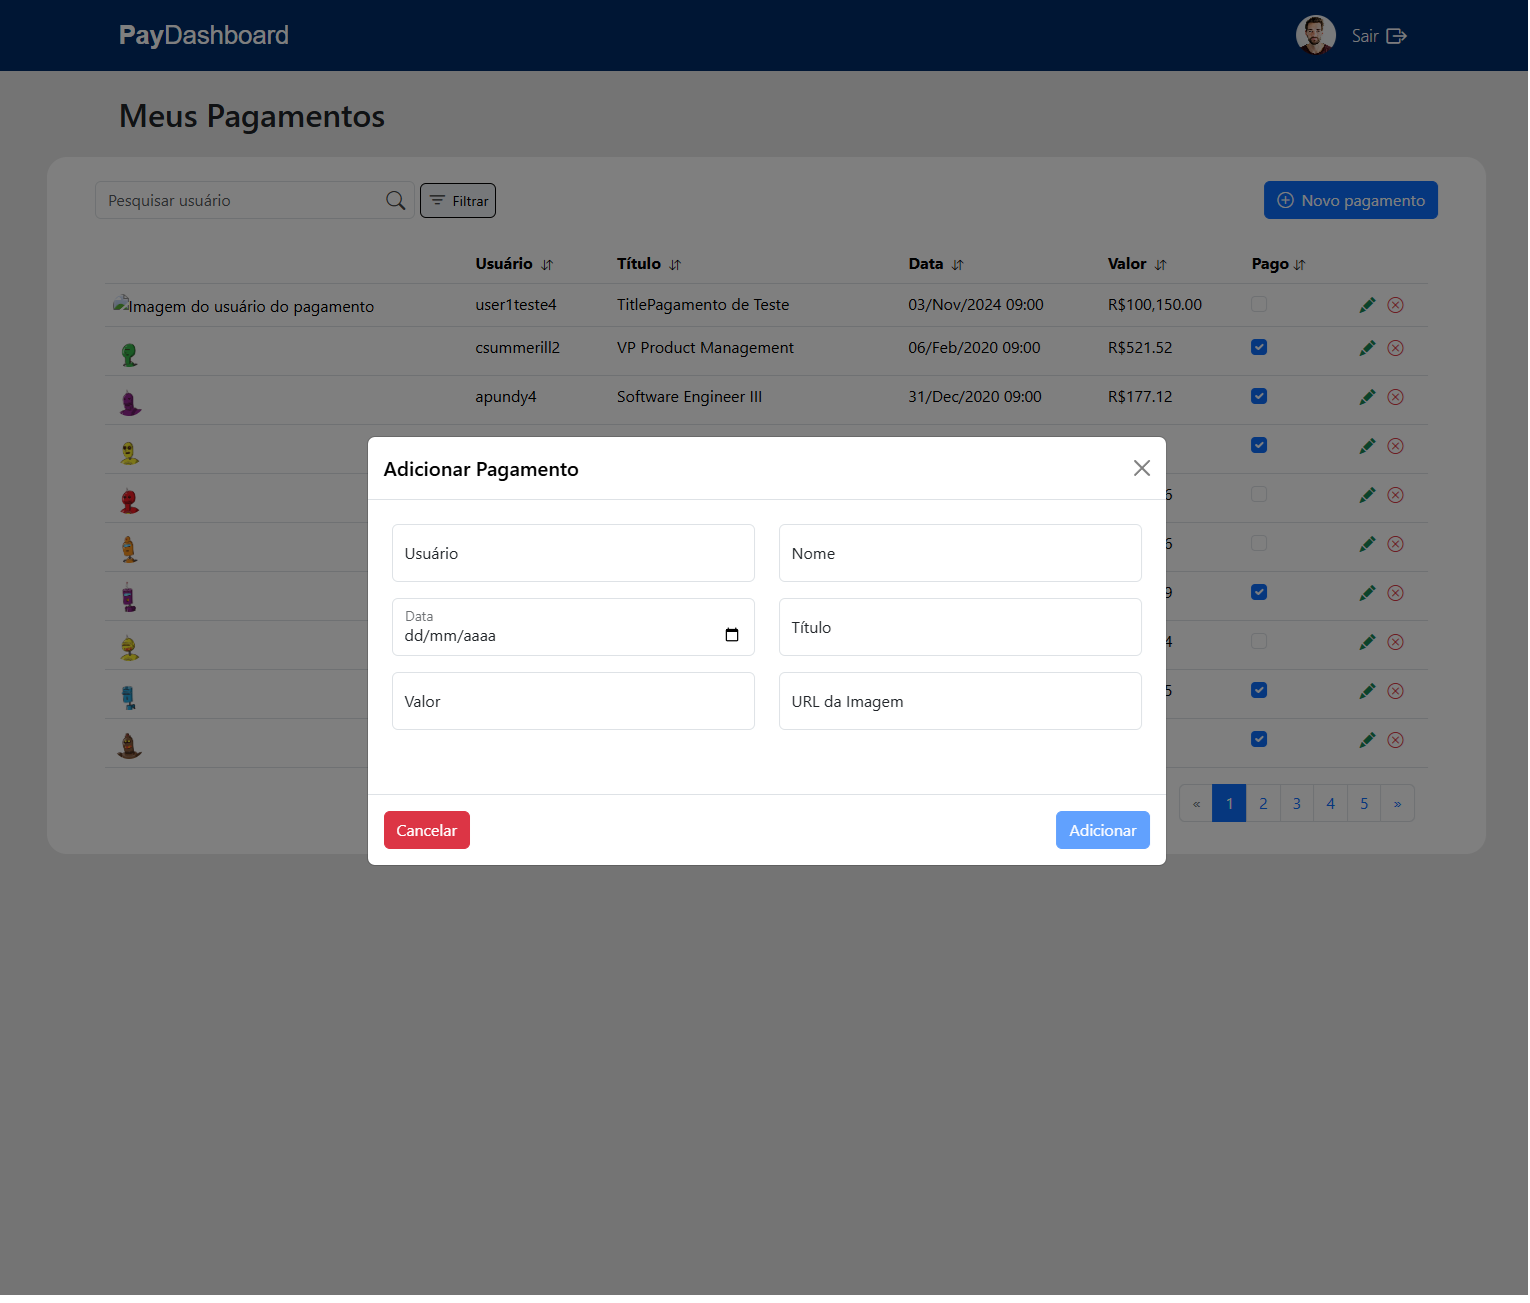 PayDashboard
Sair
Meus Pagamentos
Pesquisar usuário
Filtrar
Novo pagamento
Usuário Título Data Valor Pago
Imagem do usuário do pagamento user1teste4 TitlePagamento de Teste 03/Nov/2024 09:00 R$100,150.00
csummerill2 VP Product Management 06/Feb/2020 09:00 R$521.52
apundy4 Software Engineer III 31/Dec/2020 09:00 R$177.12
6
6
9
4
5
Adicionar Pagamento
Usuário
Nome
Data
dd/mm/aaaa
Título
Valor
URL da Imagem
Cancelar
Adicionar
« 1 2 3 4 5 »